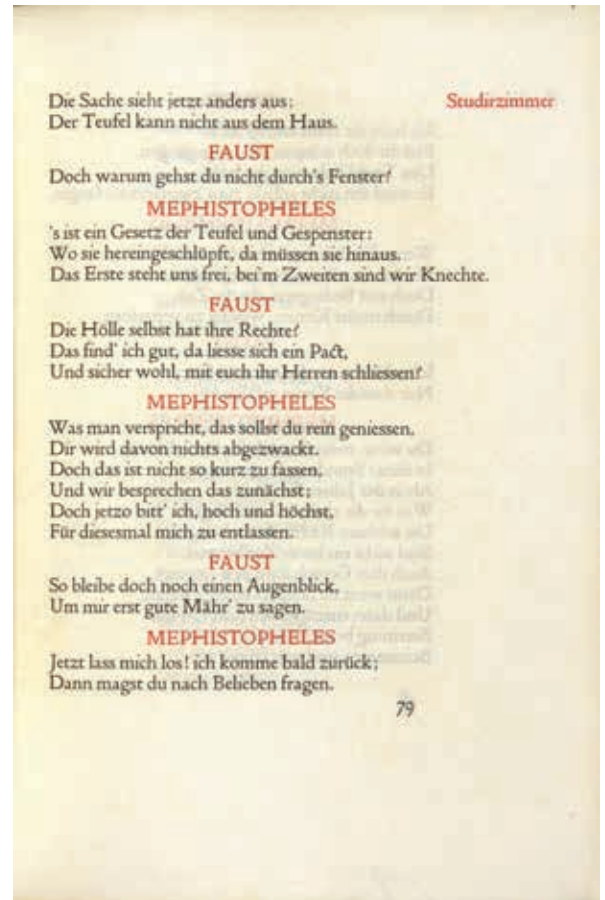 Die Sache sieht jetzt anders aus: Studirzimmer
Der Teufel kann nicht aus dem Haus.
FAUST
Doch warum gehst du nicht durch's Fenster?
MEPHISTOPHELES
's ist ein Gesetz der Teufel und Gespenster:
Wo sie hereingeschlüpft, da müssen sie hinaus.
Das Erste steht uns frei, bei'm Zweiten sind wir Knechte.
FAUST
Die Hölle selbst hat ihre Rechte?
Das find' ich gut, da liesse sich ein Pact,
Und sicher wohl, mit euch ihr Herren schliessen?
MEPHISTOPHELES
Was man verspricht, das sollst du rein geniessen,
Dir wird davon nichts abgezwackt.
Doch das ist nicht so kurz zu fassen,
Und wir besprechen das zunächst;
Doch jetzo bitt' ich, hoch und höchst,
Für diesesmal mich zu entlassen.
FAUST
So bleibe doch noch einen Augenblick,
Um mir erst gute Mähr' zu sagen.
MEPHISTOPHELES
Jetzt lass mich los! ich komme bald zurück;
Dann magst du nach Belieben fragen.
79